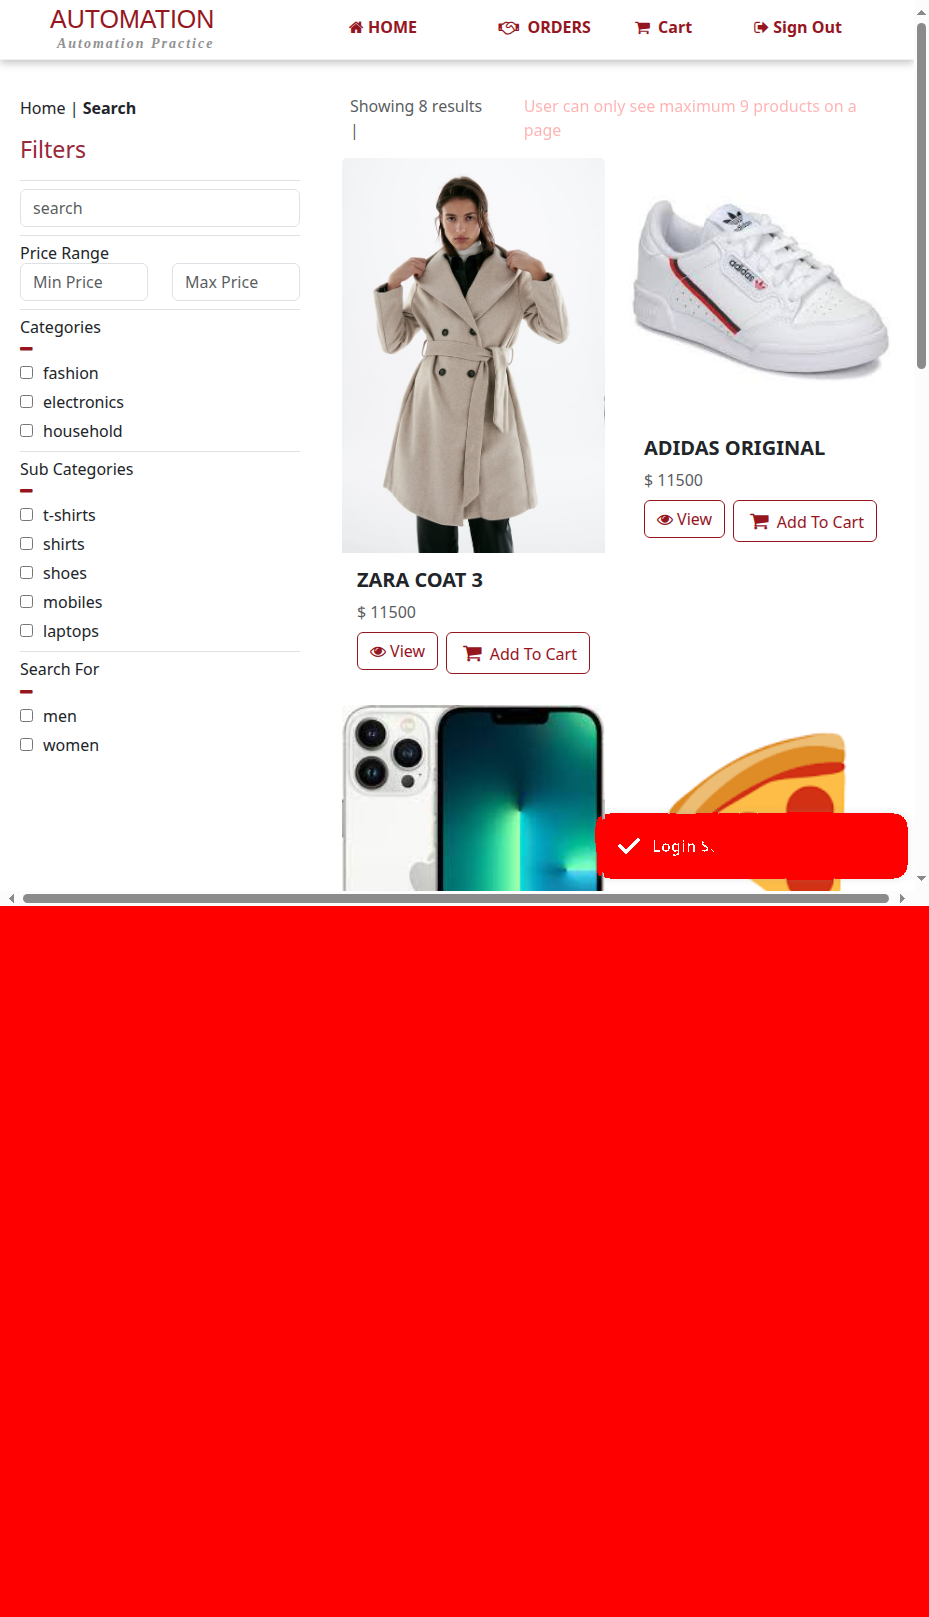 AUTOMATION
Automation Practice
HOME
ORDERS
Cart
Sign Out
Home | Search
Showing 8 results
|
User can only see maximum 9 products on a
page
Filters
search
Price Range
Min Price
Max Price
Categories
fashion
electronics
household
Sub Categories
t-shirts
shirts
shoes
mobiles
laptops
Search For
men
women
adidas
ZARA COAT 3
$ 11500
View
Add To Cart
ADIDAS ORIGINAL
$ 11500
View
Add To Cart
Login